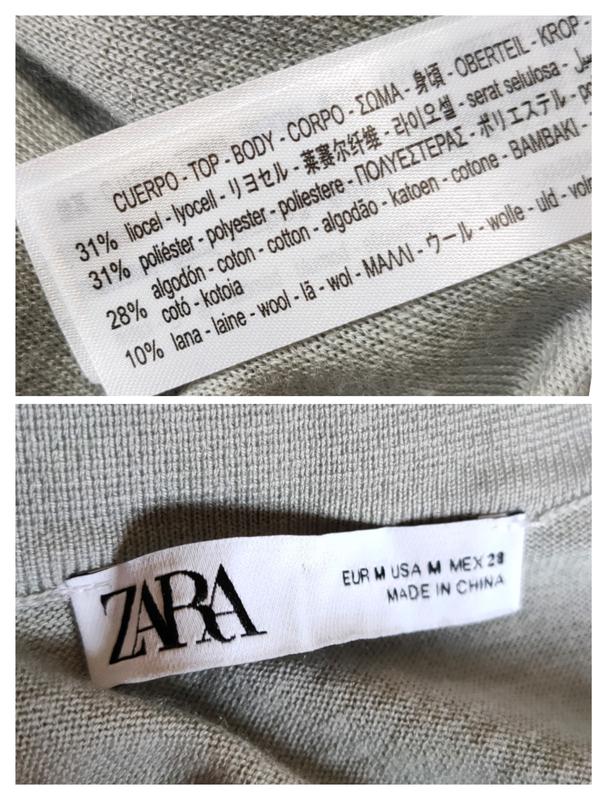 CUERPO - TOP - BODY - CORPO - ΣΩΜΑ - 身頃 - OBERTEIL - KROP -
31% liocel - lyocell - リヨセル - 莱赛尔纤维 - 라이오셀 - serat selulosa -
31% poliéster - polyester - poliestere - ΠΟΛΥΕΣΤΕΡΑΣ - ポリエステル -
28% algodón - coton - cotton - algodão - katoen - cotone - BAMBAKI -
cotó - kotoia
10% lana - laine - wool - lã - wol - ΜΑΛΛΙ - ウール - wolle - uld -
ZARA
EUR M USA M MEX 28
MADE IN CHINA